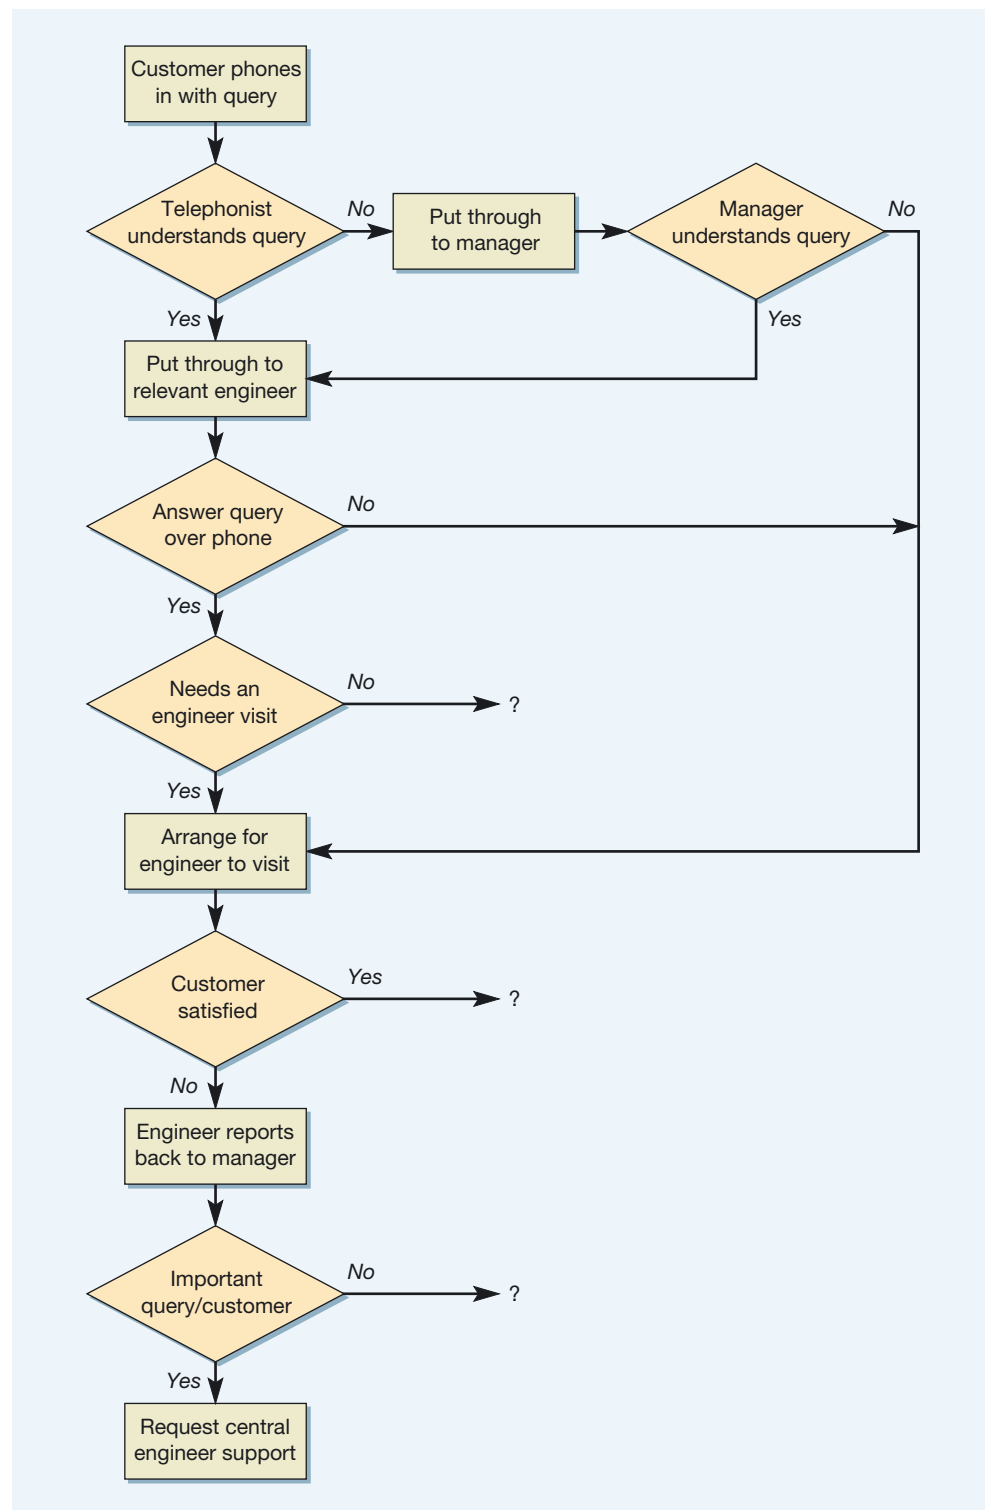 Customer phones
in with query
Telephonist
understands query
No
Put through
to manager
Manager
understands query
No
Yes
Yes
Put through to
relevant engineer
Answer query
over phone
No
Yes
Needs an
engineer visit
No
?
Yes
Arrange for
engineer to visit
Customer
satisfied
Yes
?
No
Engineer reports
back to manager
Important
query/customer
No
?
Yes
Request central
engineer support